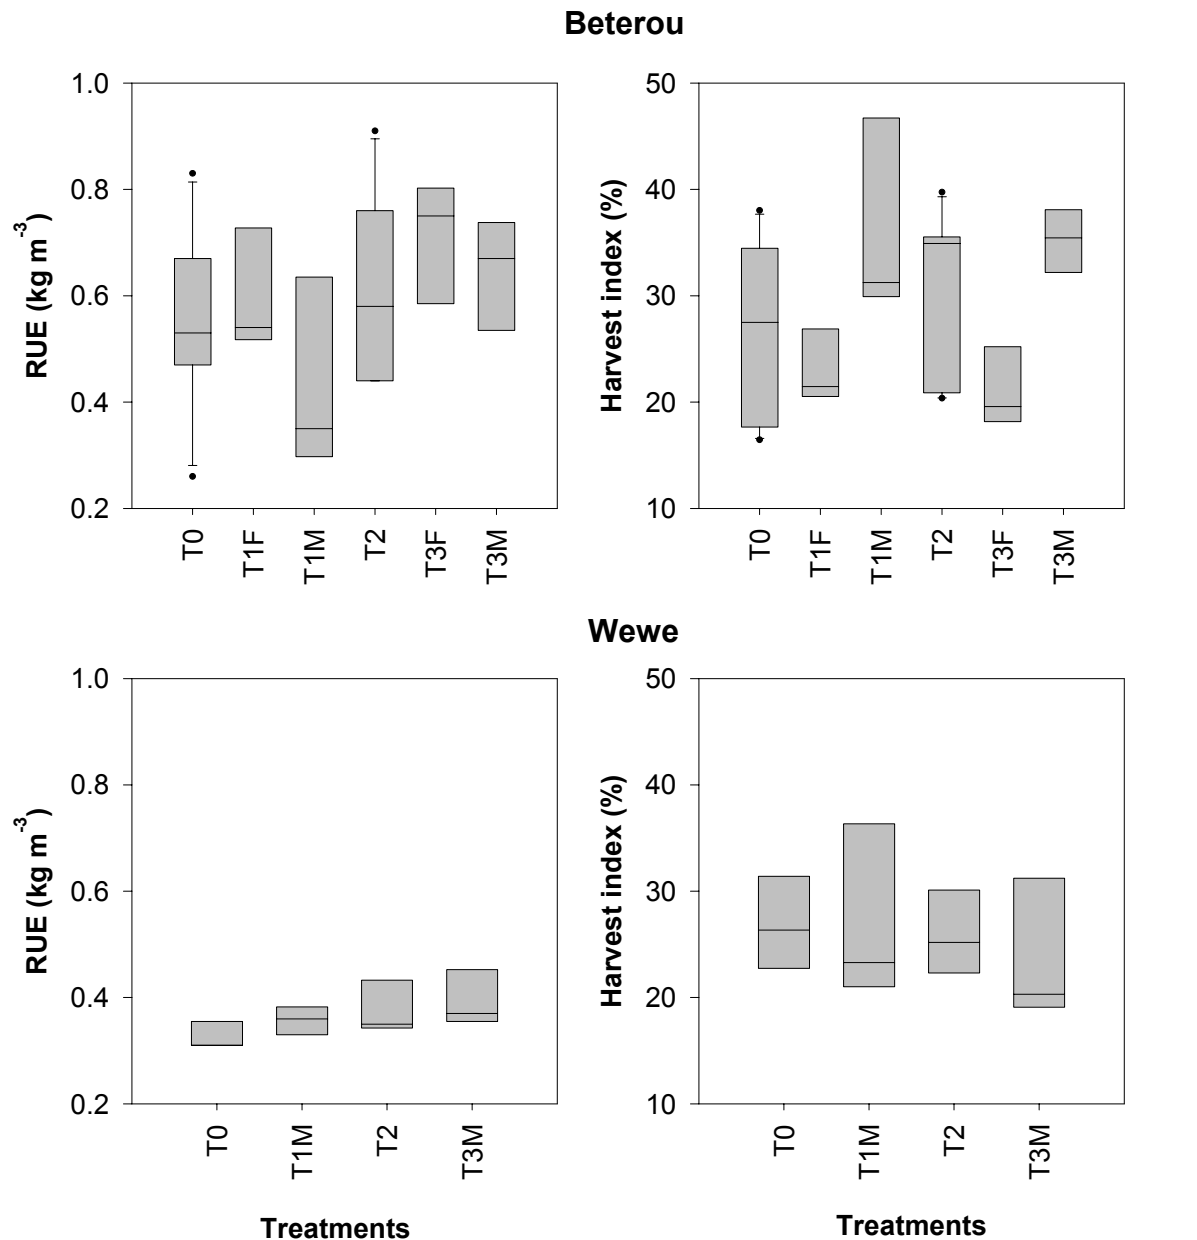 Beterou
RUE (kg m-3)
1.0
0.8
0.6
0.4
0.2
T0 T1F T1M T2 T3F T3M
Harvest index (%)
50
40
30
20
10
T0 T1F T1M T2 T3F T3M
Wewe
RUE (kg m-3)
1.0
0.8
0.6
0.4
0.2
T0 T1M T2 T3M
Treatments
Harvest index (%)
50
40
30
20
10
T0 T1M T2 T3M
Treatments